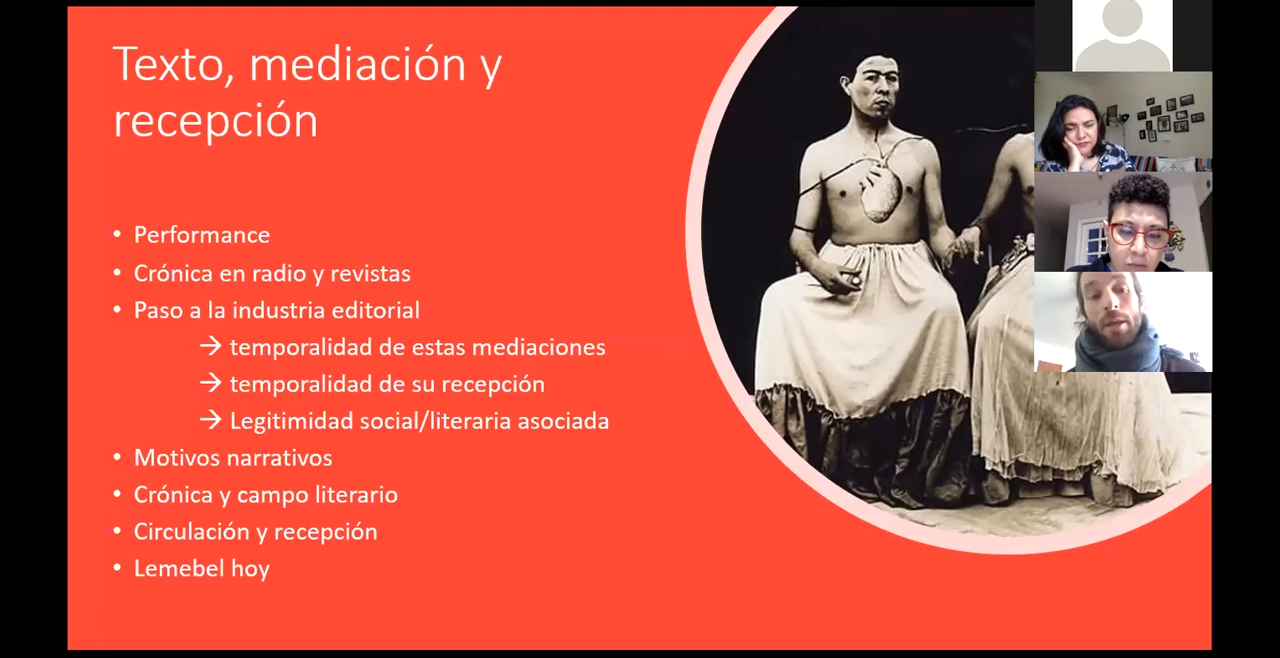 Texto, mediación y
recepción
• Performance
• Crónica en radio y revistas
• Paso a la industria editorial
→ temporalidad de estas mediaciones
→ temporalidad de su recepción
→ Legitimidad social/literaria asociada
• Motivos narrativos
• Crónica y campo literario
• Circulación y recepción
• Lemebel hoy